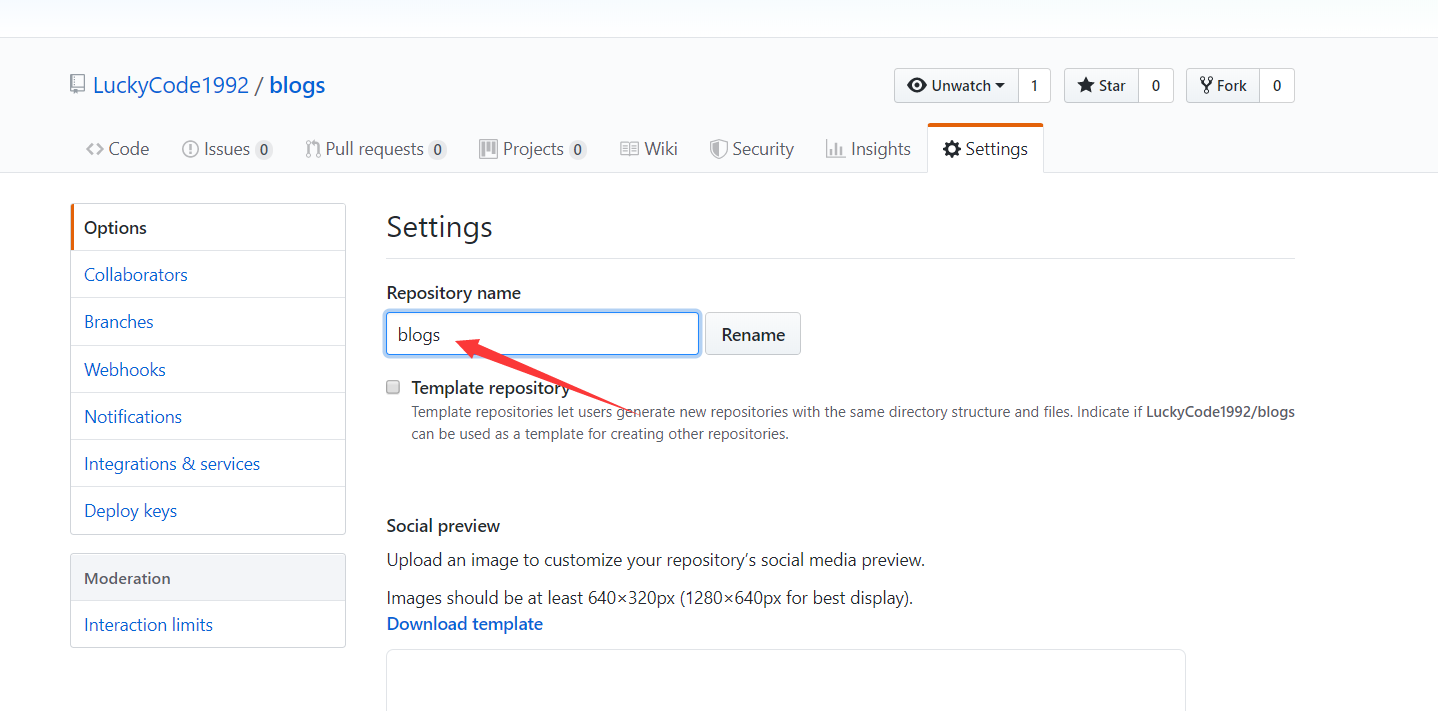 LuckyCode1992 / blogs
Unwatch 1 Star 0 Fork 0
Code Issues 0 Pull requests 0 Projects 0 Wiki Security Insights Settings
Options
Collaborators
Branches
Webhooks
Notifications
Integrations & services
Deploy keys
Moderation
Interaction limits
Settings
Repository name
blogs Rename
Template repository
Template repositories let users generate new repositories with the same directory structure and files. Indicate if LuckyCode1992/blogs
can be used as a template for creating other repositories.
Social preview
Upload an image to customize your repository’s social media preview.
Images should be at least 640×320px (1280×640px for best display).
Download template